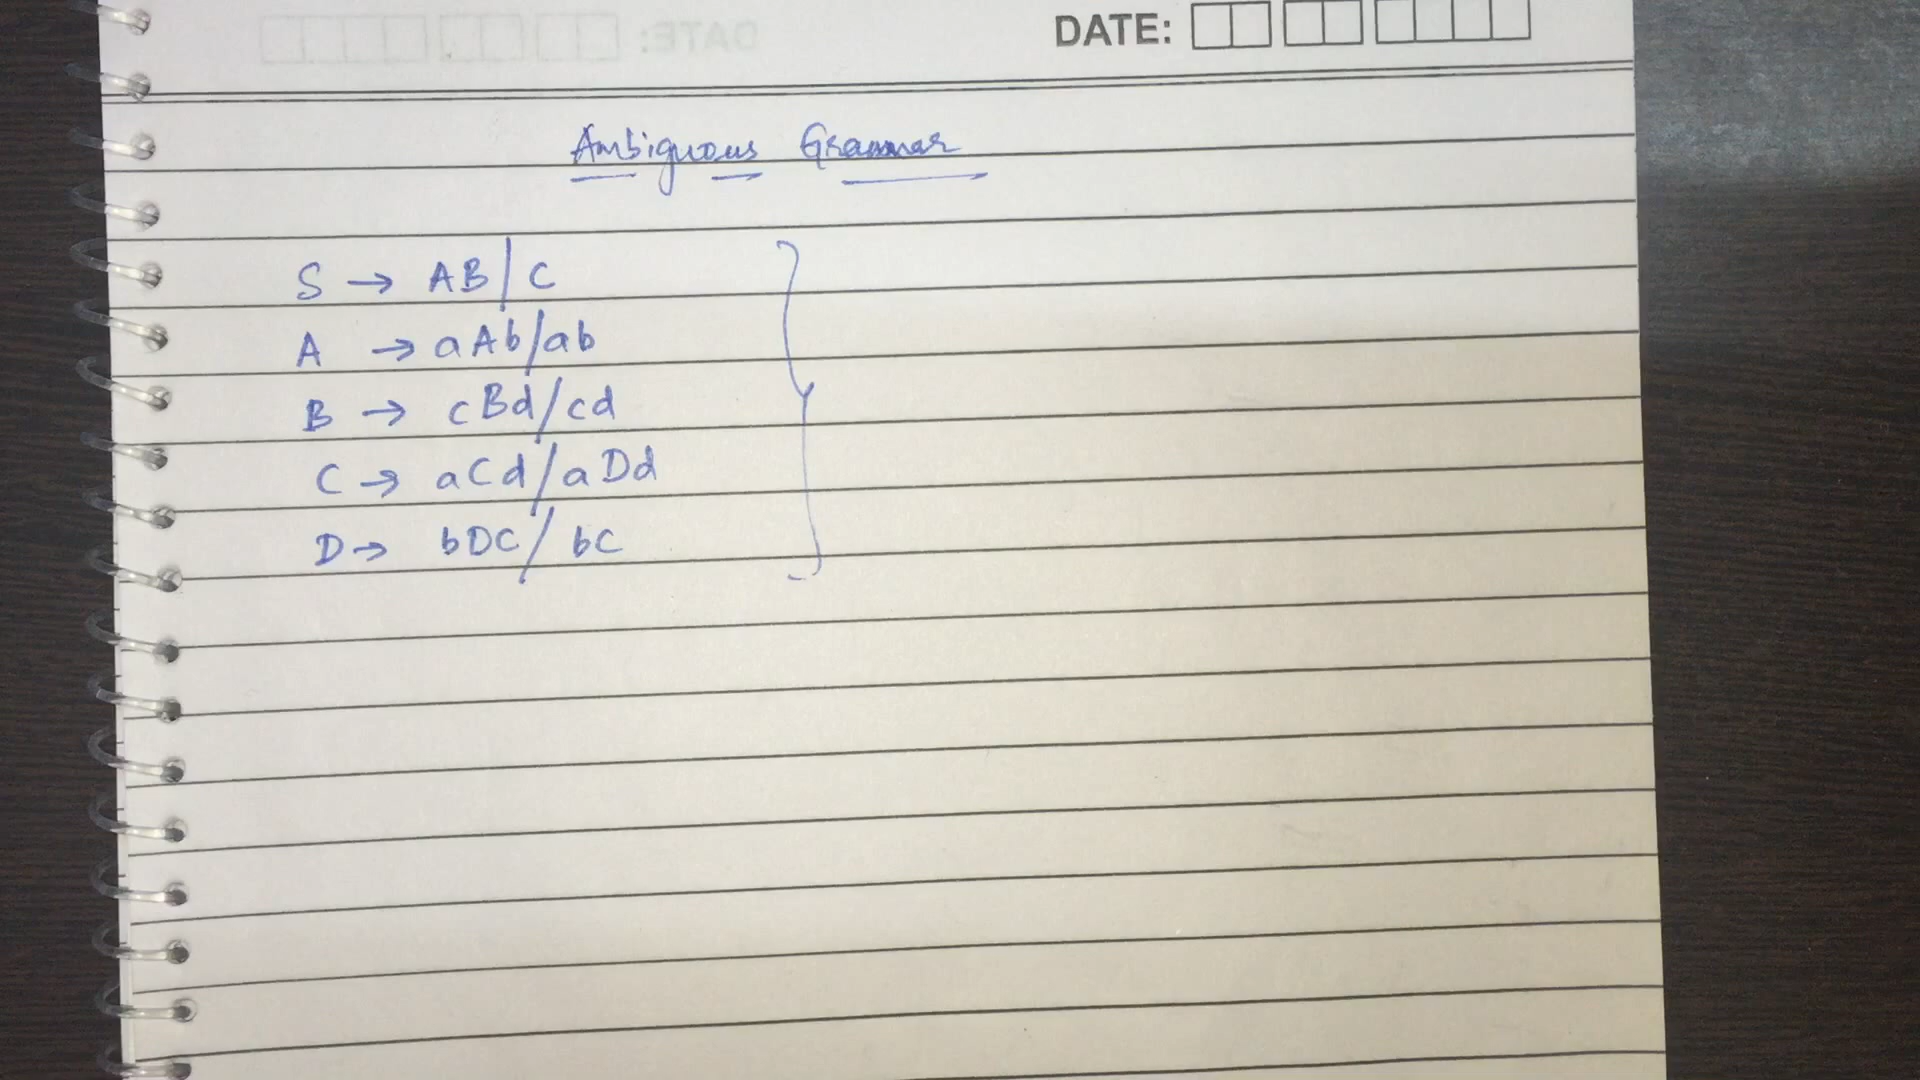 DATE:
Ambiguous Grammar
S → AB/C
A → aAb/ab
B → cBd/cd
C → aCd/aDd
D → bDC/bC